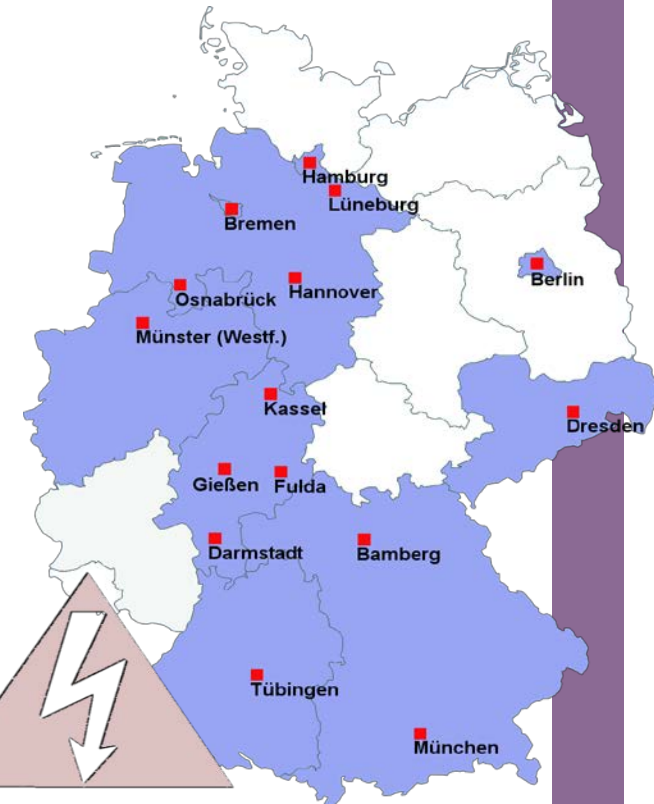 Hamburg
Lüneburg
Bremen
Berlin
Osnabrück
Hannover
Münster (Westf.)
Kassel
Dresden
Gießen
Fulda
Darmstadt
Bamberg
Tübingen
München